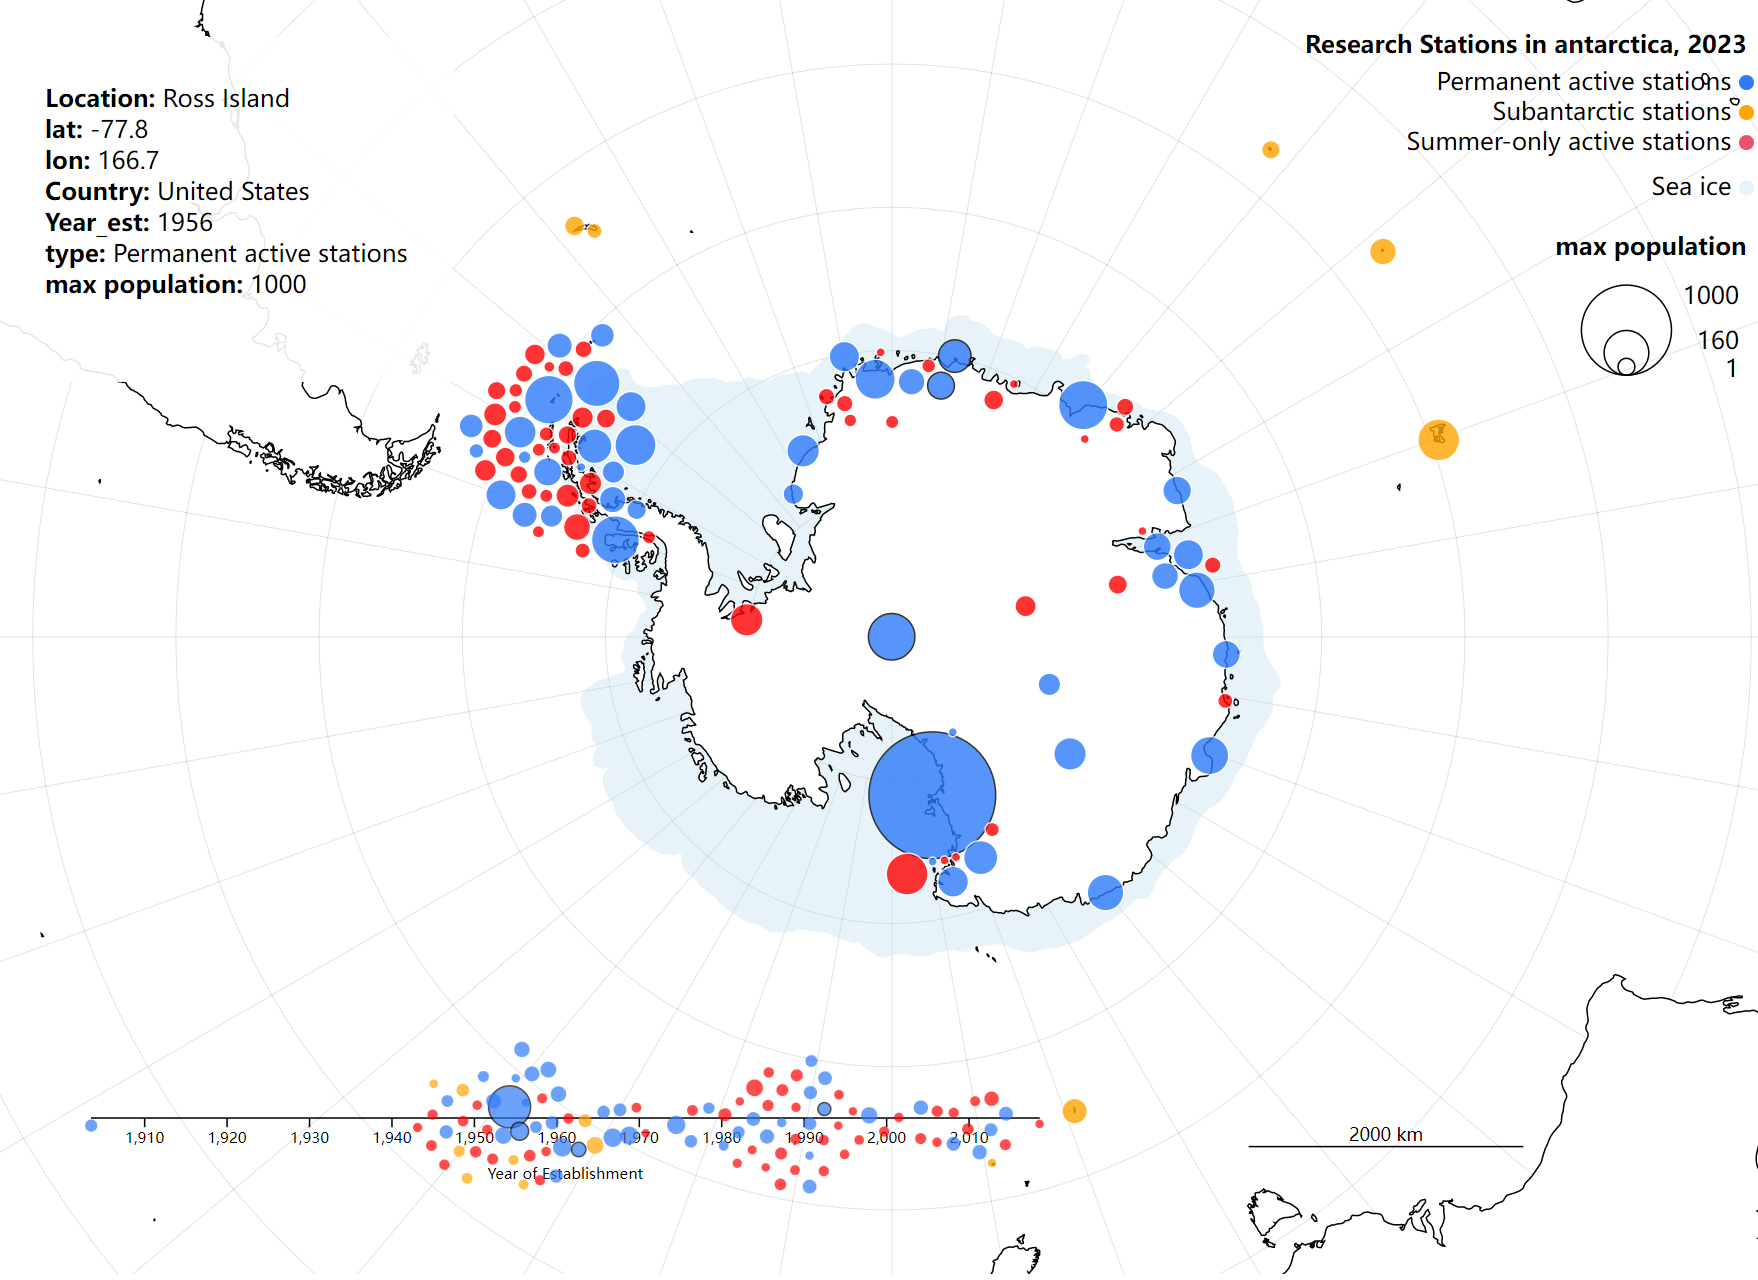 Research Stations in antarctica, 2023
Permanent active stations
Subantarctic stations
Summer-only active stations
Sea ice
max population
1000
160
1
Location: Ross Island
lat: -77.8
lon: 166.7
Country: United States
Year_est: 1956
type: Permanent active stations
max population: 1000
1,910 1,920 1,930 1,940 1,950 1,960 1,970 1,980 1,990 2,000 2,010
Year of Establishment
2000 km